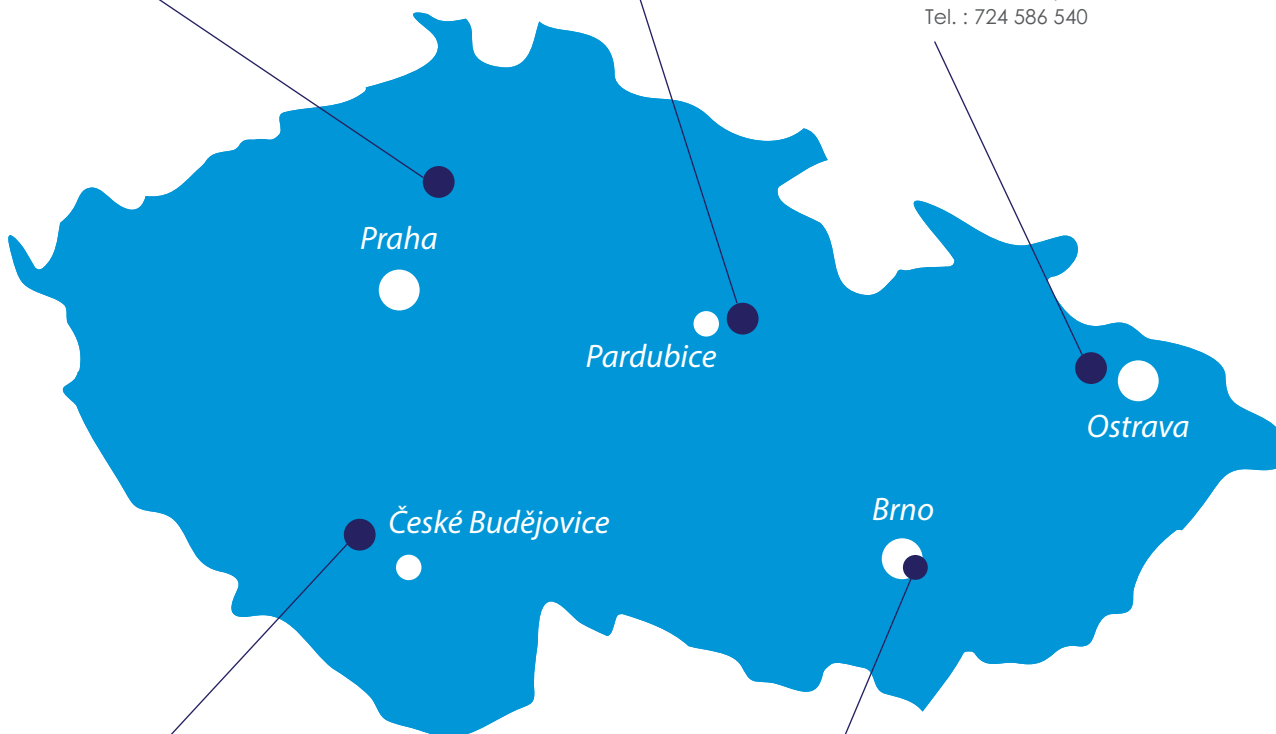 Tel. : 724 586 540
Praha
Pardubice
Ostrava
České Budějovice
Brno